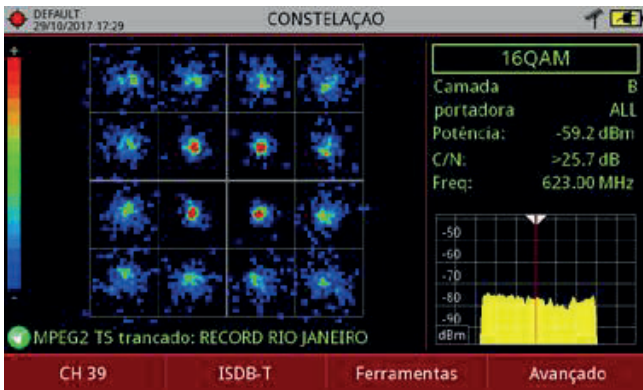 DEFAULT
29/10/2017 17:29
CONSTELAÇAO
+
-
16QAM
Camada B
portadora ALL
Poténcia: -59.2 dBm
C/N: >25.7 dB
Freq: 623.00 MHz
-50
-60
-70
-80
-90
dBm
MPEG2 TS trancado: RECORD RIO JANEIRO
CH 39 ISDB-T Ferramentas Avançado